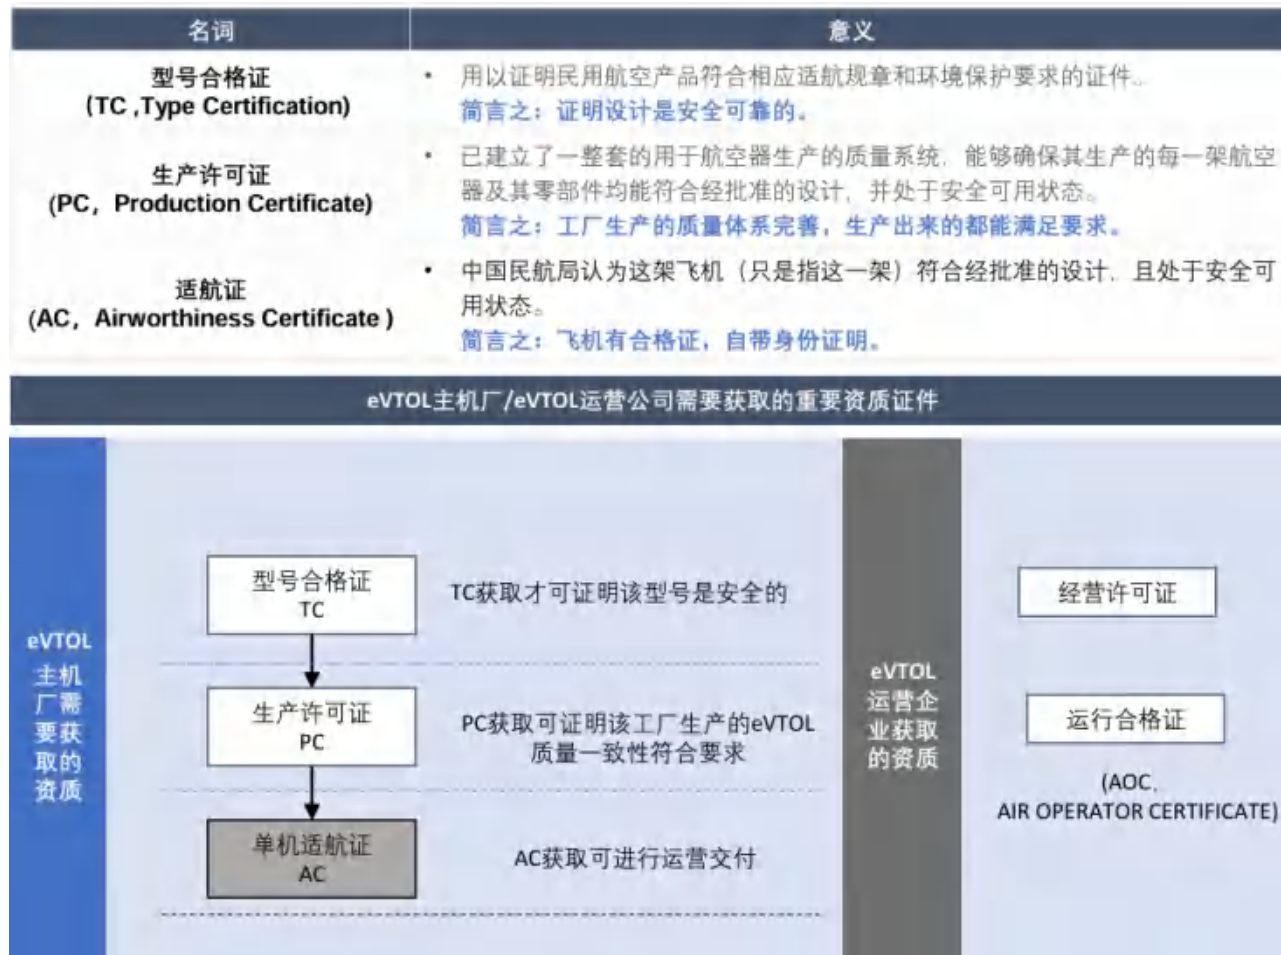 名词
意义
型号合格证
(TC ,Type Certification)
• 用以证明民用航空产品符合相应适航规章和环境保护要求的证件。
简言之：证明设计是安全可靠的。
生产许可证
(PC，Production Certificate)
• 已建立了一整套的用于航空器生产的质量系统，能够确保其生产的每一架航空
器及其零部件均能符合经批准的设计，并处于安全可用状态。
简言之：工厂生产的质量体系完善，生产出来的都能满足要求。
适航证
(AC，Airworthiness Certificate )
• 中国民航局认为这架飞机（只是指这一架）符合经批准的设计，且处于安全可
用状态。
简言之：飞机有合格证，自带身份证明。
eVTOL主机厂/eVTOL运营公司需要获取的重要资质证件
eVTOL
主机
厂需
要获
取的
资质
型号合格证
TC
TC获取才可证明该型号是安全的
生产许可证
PC
PC获取可证明该工厂生产的eVTOL
质量一致性符合要求
单机适航证
AC
AC获取可进行运营交付
eVTOL
运营企
业获取
的资质
经营许可证
运行合格证
(AOC，
AIR OPERATOR CERTIFICATE)